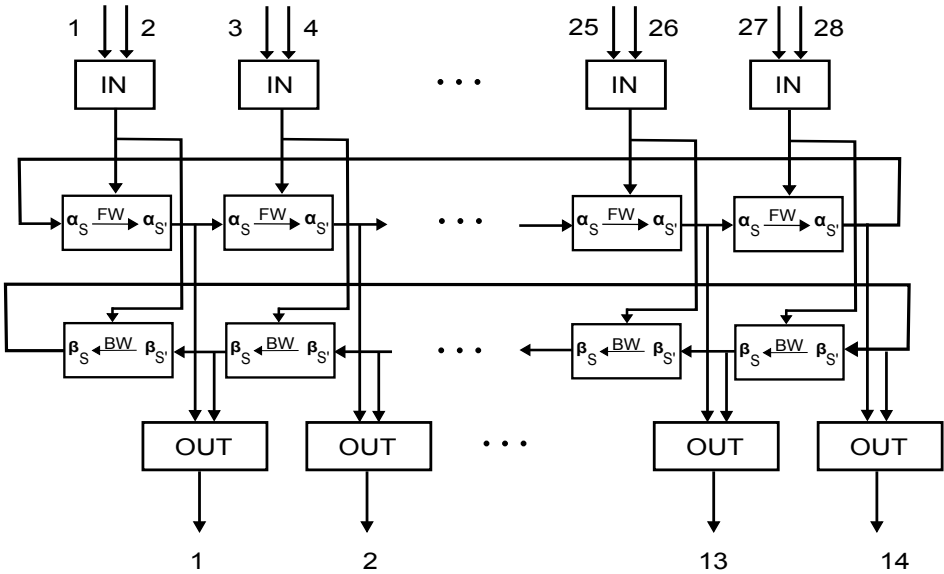 1 2 3 4 25 26 27 28
IN IN ... IN IN
αS FW αS' αS FW αS' ... αS FW αS' αS FW αS'
βS BW βS' βS BW βS' ... βS BW βS' βS BW βS'
OUT OUT ... OUT OUT
1 2 13 14